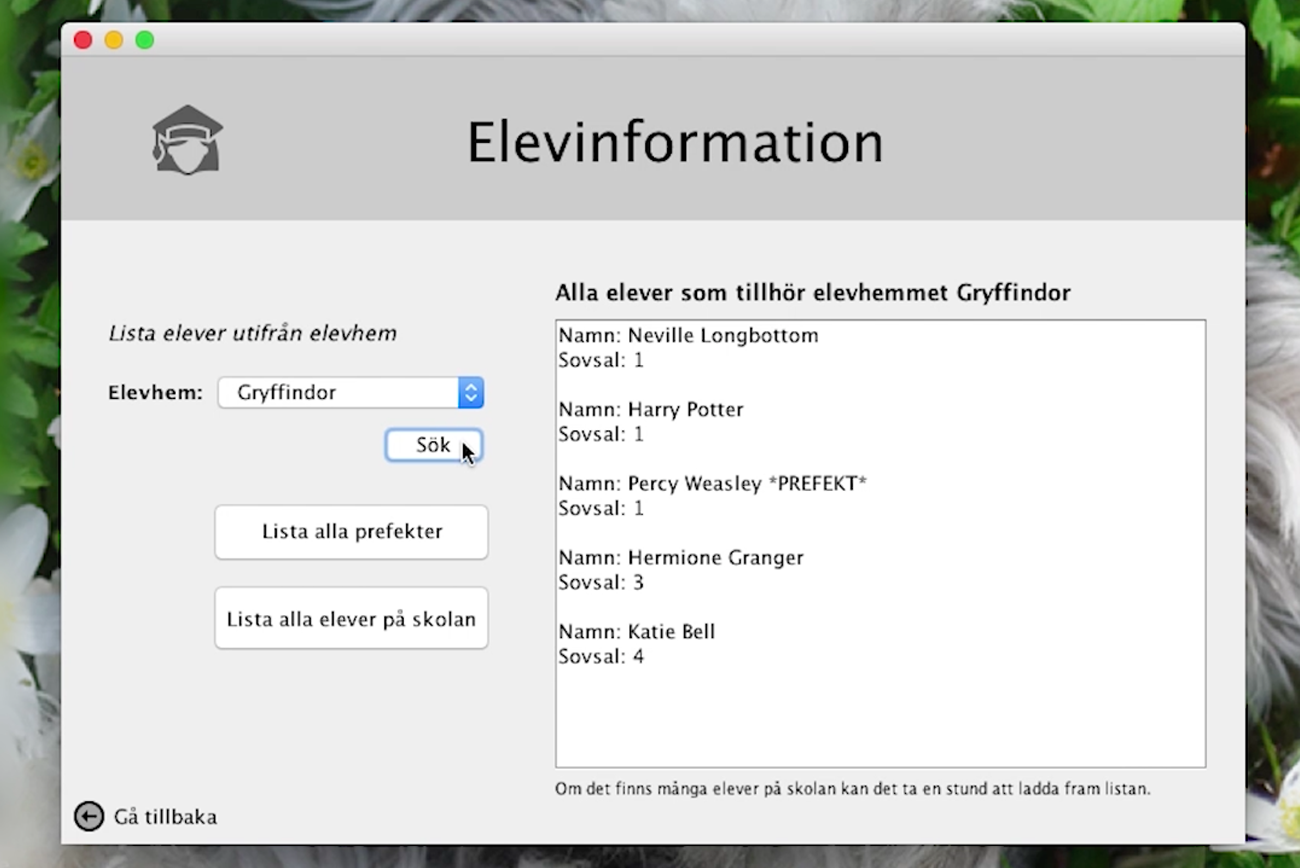 Elevinformation
Lista elever utifrån elevhem
Elevhem: Gryffindor
Sök
Lista alla prefekter
Lista alla elever på skolan
Gå tillbaka
Alla elever som tillhör elevhemmet Gryffindor
Namn: Neville Longbottom
Sovsal: 1
Namn: Harry Potter
Sovsal: 1
Namn: Percy Weasley *PREFEKT*
Sovsal: 1
Namn: Hermione Granger
Sovsal: 3
Namn: Katie Bell
Sovsal: 4
Om det finns många elever på skolan kan det ta en stund att ladda fram listan.